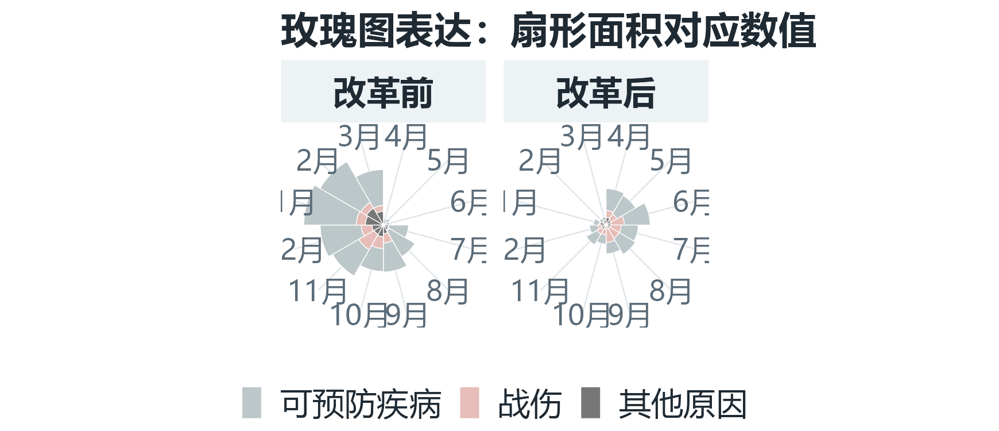 玫瑰图表达：扇形面积对应数值
改革前 改革后
3月 4月 3月 4月
2月 5月 2月 5月
月 6月 月 6月
2月 7月 2月 7月
11月 8月 11月 8月
10月 9月 10月 9月
可预防疾病 战伤 其他原因